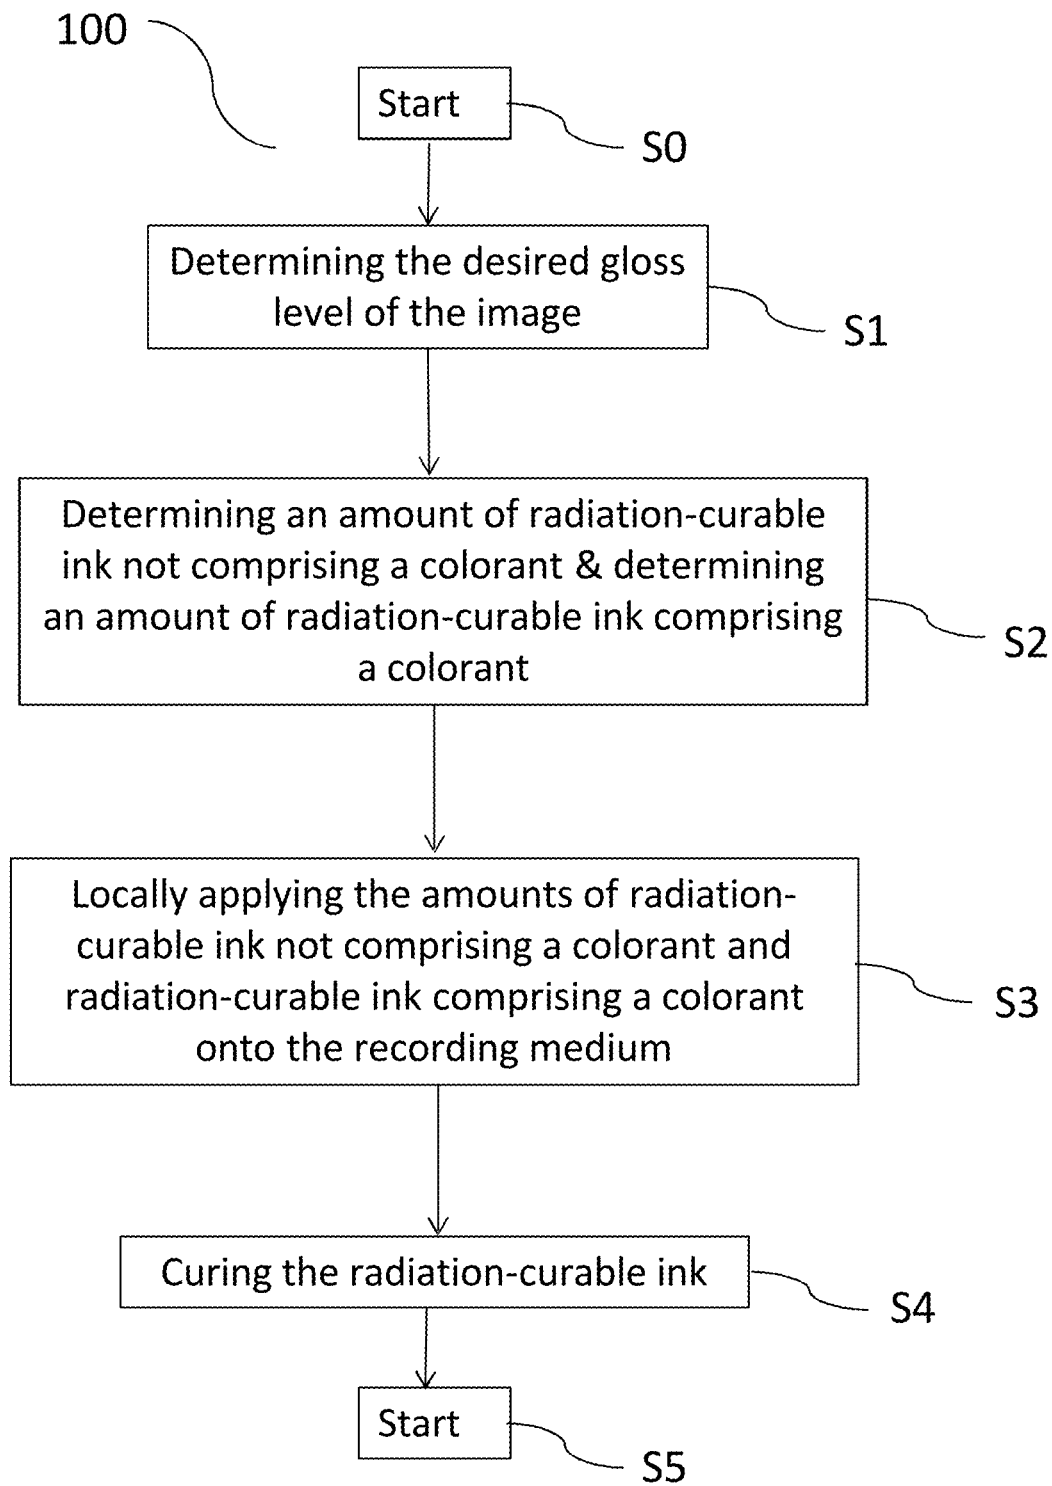 100
Start
S0
Determining the desired gloss
level of the image
S1
Determining an amount of radiation-curable
ink not comprising a colorant & determining
an amount of radiation-curable ink comprising
a colorant
S2
Locally applying the amounts of radiation-
curable ink not comprising a colorant and
radiation-curable ink comprising a colorant
onto the recording medium
S3
Curing the radiation-curable ink
S4
Start
S5